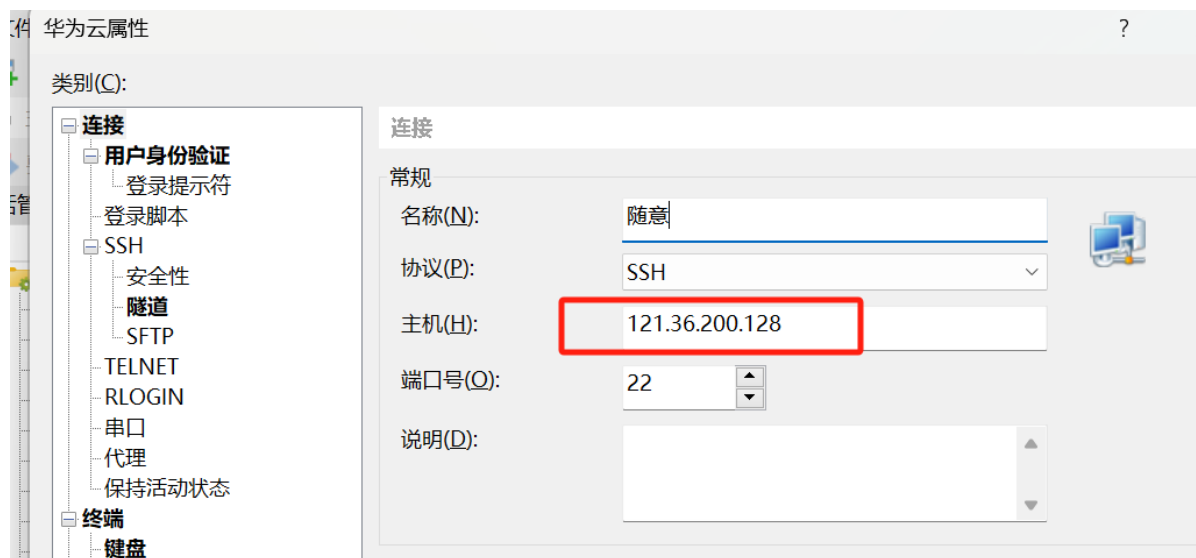 华为云属性
?
类别(C):
连接
用户身份验证
登录提示符
登录脚本
SSH
安全性
隧道
SFTP
TELNET
RLOGIN
串口
代理
保持活动状态
终端
键盘
连接
常规
名称(N): 随意
协议(P): SSH
主机(H): 121.36.200.128
端口号(O): 22
说明(D):